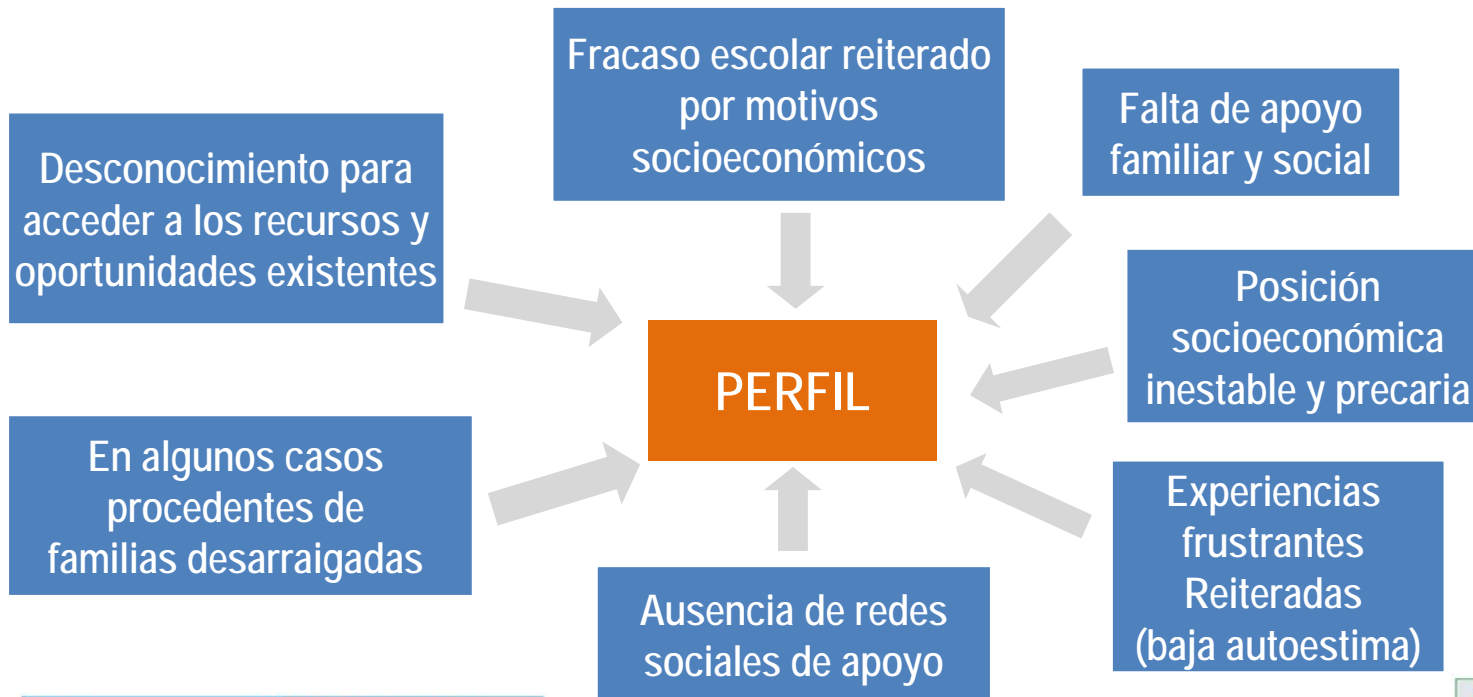 Fracaso escolar reiterado
por motivos
socioeconómicos
Falta de apoyo
familiar y social
Desconocimiento para
acceder a los recursos y
oportunidades existentes
Posición
socioeconómica
inestable y precaria
PERFIL
En algunos casos
procedentes de
familias desarraigadas
Experiencias
frustrantes
Reiteradas
(baja autoestima)
Ausencia de redes
sociales de apoyo